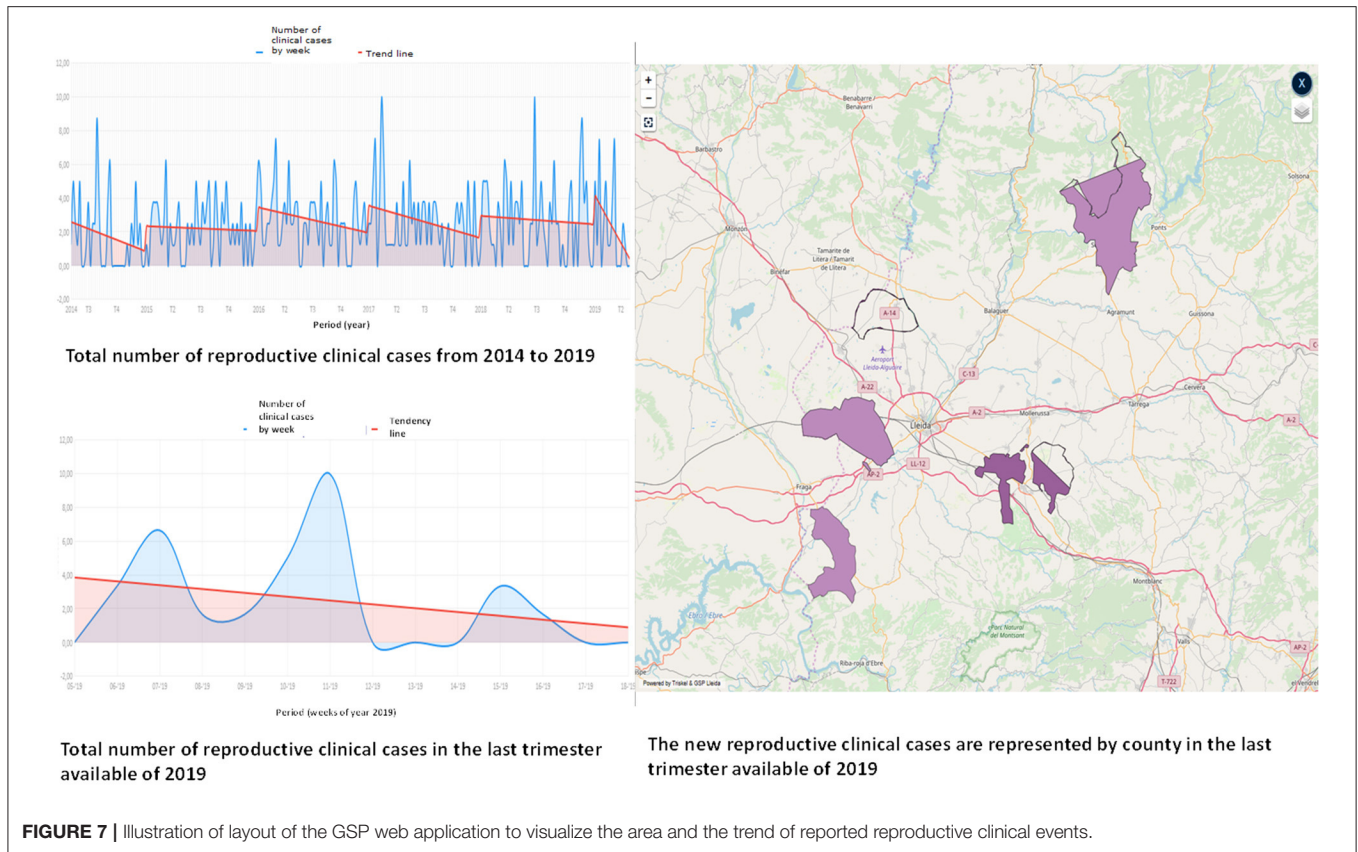 Number of
clinical cases
by week
Trend line
12,00
10,00
8,00
6,00
4,00
2,00
0,00
-2,00
2014 T3 T4 2015 T2 T4 2016 T2 T4 2017 T2 T4 2018 T2 T3 T4 2019 T2
Period (year)
Total number of reproductive clinical cases from 2014 to 2019
Number of
clinical cases
by week
Tendency
line
12,00
10,00
8,00
6,00
4,00
2,00
0,00
-2,00
05/19 06/19 07/19 08/19 09/19 10/19 11/19 12/19 13/19 14/19 15/19 16/19 17/19 18/19
Period (weeks of year 2019)
Total number of reproductive clinical cases in the last trimester
available of 2019
+
X
−
Benabarre /
Benavarri
Barbastro
Solsona
Monzón
Ponts
Tamarite de
Litera / Tamarit
de Llitera
Binéfar
Balaguer
Agramunt
Guissona
A-14
Aeroport
Lleida-Alguaire
C-13
A-22
Cervera
A-2
Mollerussa
Tàrrega
A-2
Lleida
LL-12
AP-2
Fraga
Montblanc
Ebro / Ebre
Parc Natural
del Montsant
Valls
AP-2
Riba-roja d'Ebre
T-722
el Vendrell
Powered by Triskel & GSP Lleida
The new reproductive clinical cases are represented by county in the last
trimester available of 2019
FIGURE 7 | Illustration of layout of the GSP web application to visualize the area and the trend of reported reproductive clinical events.